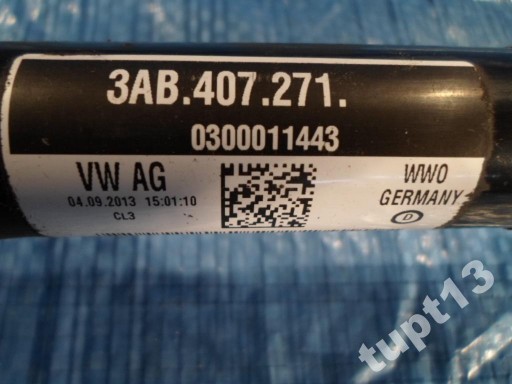 3AB.407.271.
0300011443
VW AG
04.09.2013 15:01:10
CL3
WWO
GERMANY
D
tupt13